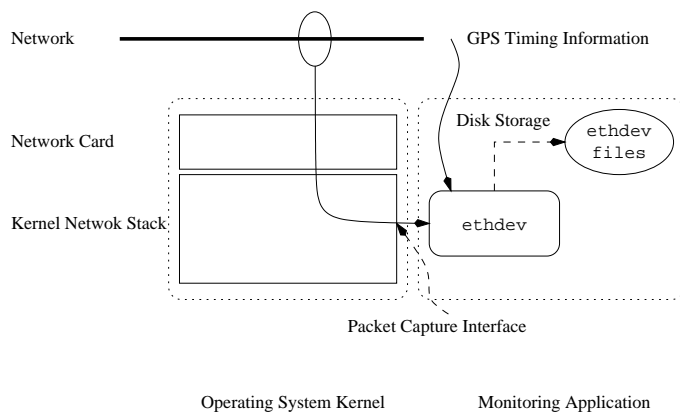 Network
GPS Timing Information
Network Card
Disk Storage
ethdev
files
Kernel Netwok Stack
ethdev
Packet Capture Interface
Operating System Kernel
Monitoring Application